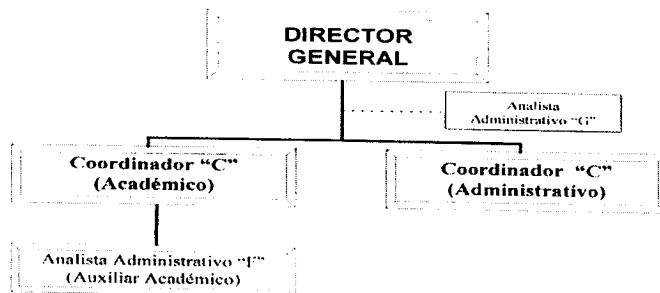 DIRECTOR
GENERAL
Analista
Administrativo "G"
Coordinador "C"
(Académico)
Coordinador "C"
(Administrativo)
Analista Administrativo "F"
(Auxiliar Académico)